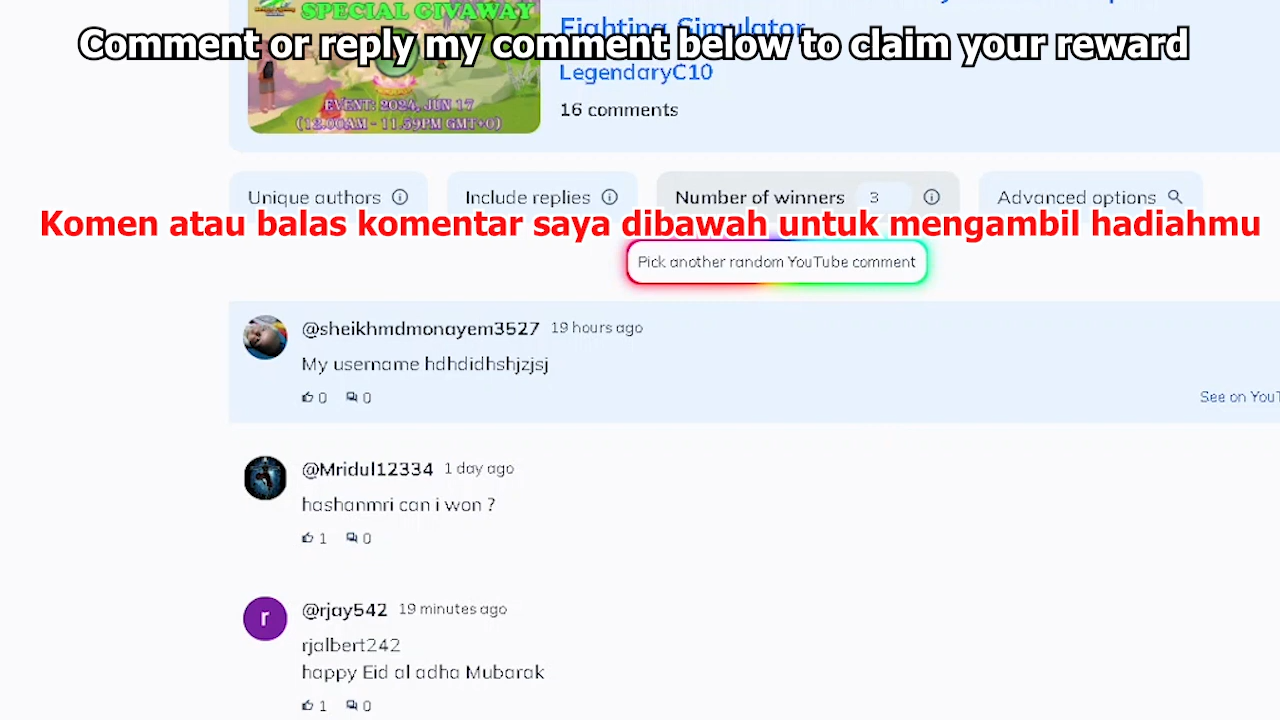 SPECIAL GIVAWAY
Fighting Simulator
Comment or reply my comment below to claim your reward
LegendaryC10
EVENT: 2024, JUN 17
(12.00AM - 11.59PM GMT+0)
16 comments
Unique authors
Include replies
Number of winners 3
Advanced options
Komen atau balas komentar saya dibawah untuk mengambil hadiahmu
Pick another random YouTube comment
@sheikhmdmonayem3527 19 hours ago
My username hdhdidhshjzjsj
0 0
See on YouT
@Mridul12334 1 day ago
hashanmri can i won ?
1 0
r
@rjay542 19 minutes ago
rjalbert242
happy Eid al adha Mubarak
1 0